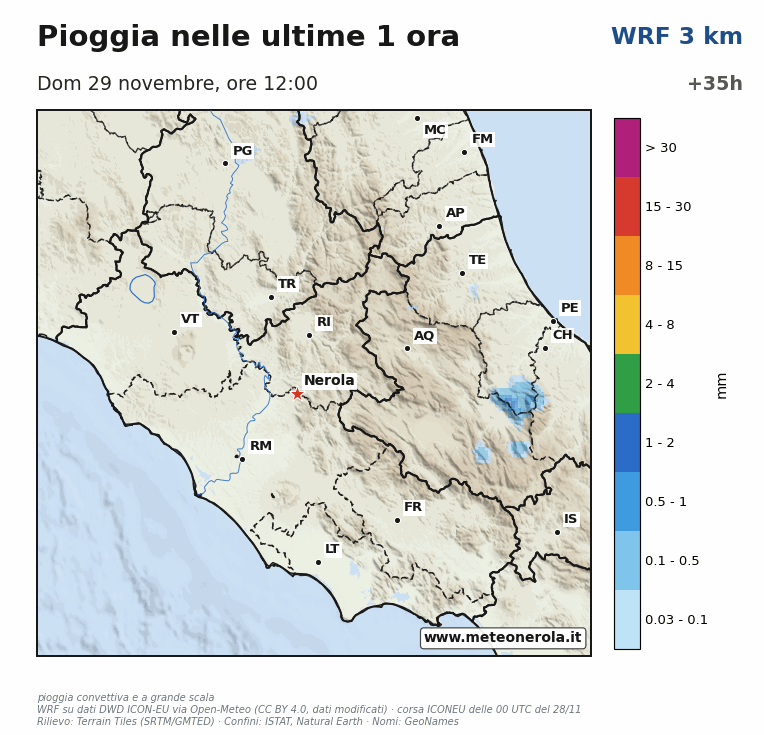 Pioggia nelle ultime 1 ora
WRF 3 km
Dom 29 novembre, ore 12:00
+35h
MC
FM
PG
AP
TE
TR
PE
VT
RI
AQ
CH
Nerola
RM
FR
IS
LT
www.meteonerola.it
> 30
15 - 30
8 - 15
4 - 8
2 - 4
1 - 2
0.5 - 1
0.1 - 0.5
0.03 - 0.1
mm
pioggia convettiva e a grande scala
WRF su dati DWD ICON-EU via Open-Meteo (CC BY 4.0, dati modificati) · corsa ICONEU delle 00 UTC del 28/11
Rilievo: Terrain Tiles (SRTM/GMTED) · Confini: ISTAT, Natural Earth · Nomi: GeoNames